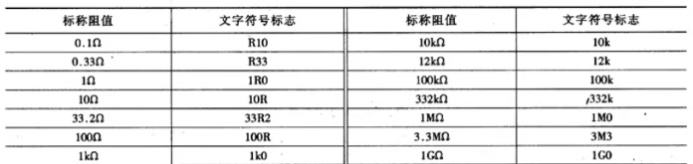 标称阻值 文字符号标志 标称阻值 文字符号标志
0.1Ω R10 10kΩ 10k
0.33Ω R33 12kΩ 12k
1Ω 1R0 100kΩ 100k
10Ω 10R 332kΩ 332k
33.2Ω 33R2 1MΩ 1M0
100Ω 100R 3.3MΩ 3M3
1kΩ 1k0 1GΩ 1G0